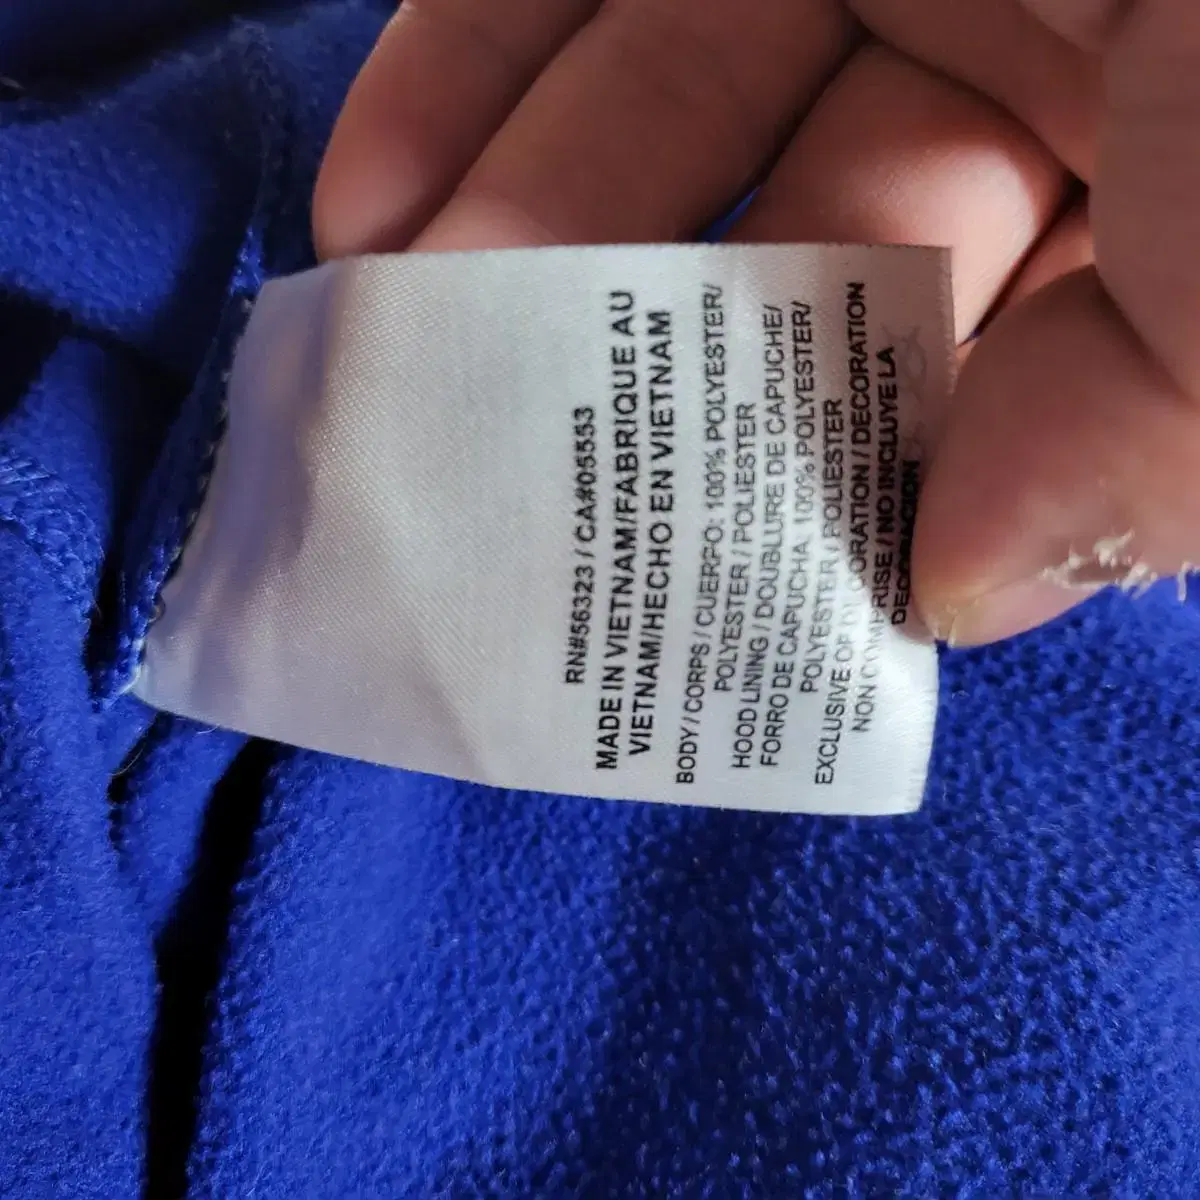 RN#56323 / CA#05553
MADE IN VIETNAM/FABRIQUE AU
VIETNAM/HECHO EN VIETNAM
BODY / CORPS / CUERPO: 100% POLYESTER/
POLYESTER / POLIESTER
HOOD LINING / DOUBLURE DE CAPUCHE/
FORRO DE CAPUCHA: 100% POLYESTER/
POLYESTER / POLIESTER
EXCLUSIVE OF DECORATION / DECORATION
NON COMPRISE / NO INCLUYE LA
DECORACION